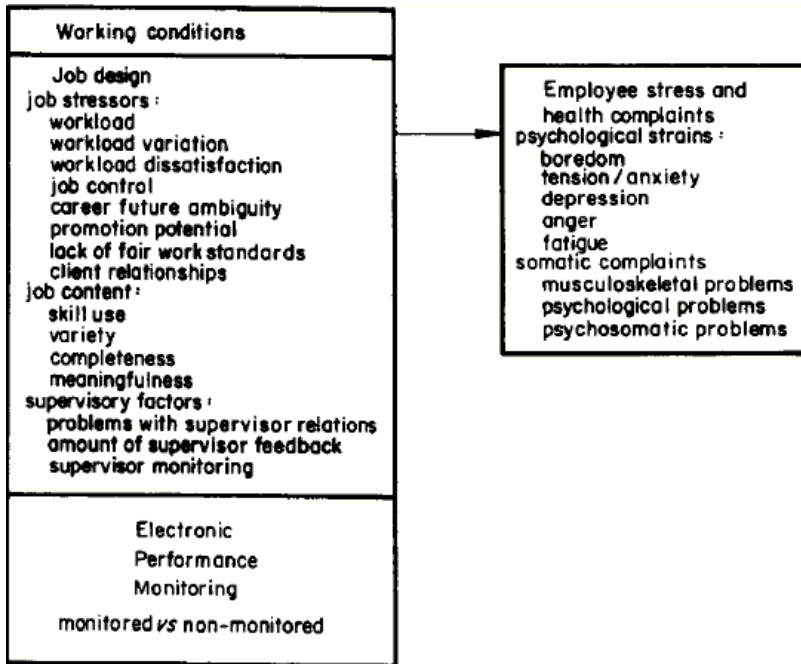 Working conditions
Job design
job stressors :
workload
workload variation
workload dissatisfaction
job control
career future ambiguity
promotion potential
lack of fair work standards
client relationships
job content :
skill use
variety
completeness
meaningfulness
supervisory factors :
problems with supervisor relations
amount of supervisor feedback
supervisor monitoring
Electronic
Performance
Monitoring
monitored vs non-monitored
Employee stress and
health complaints
psychological strains :
boredom
tension / anxiety
depression
anger
fatigue
somatic complaints
musculoskeletal problems
psychological problems
psychosomatic problems